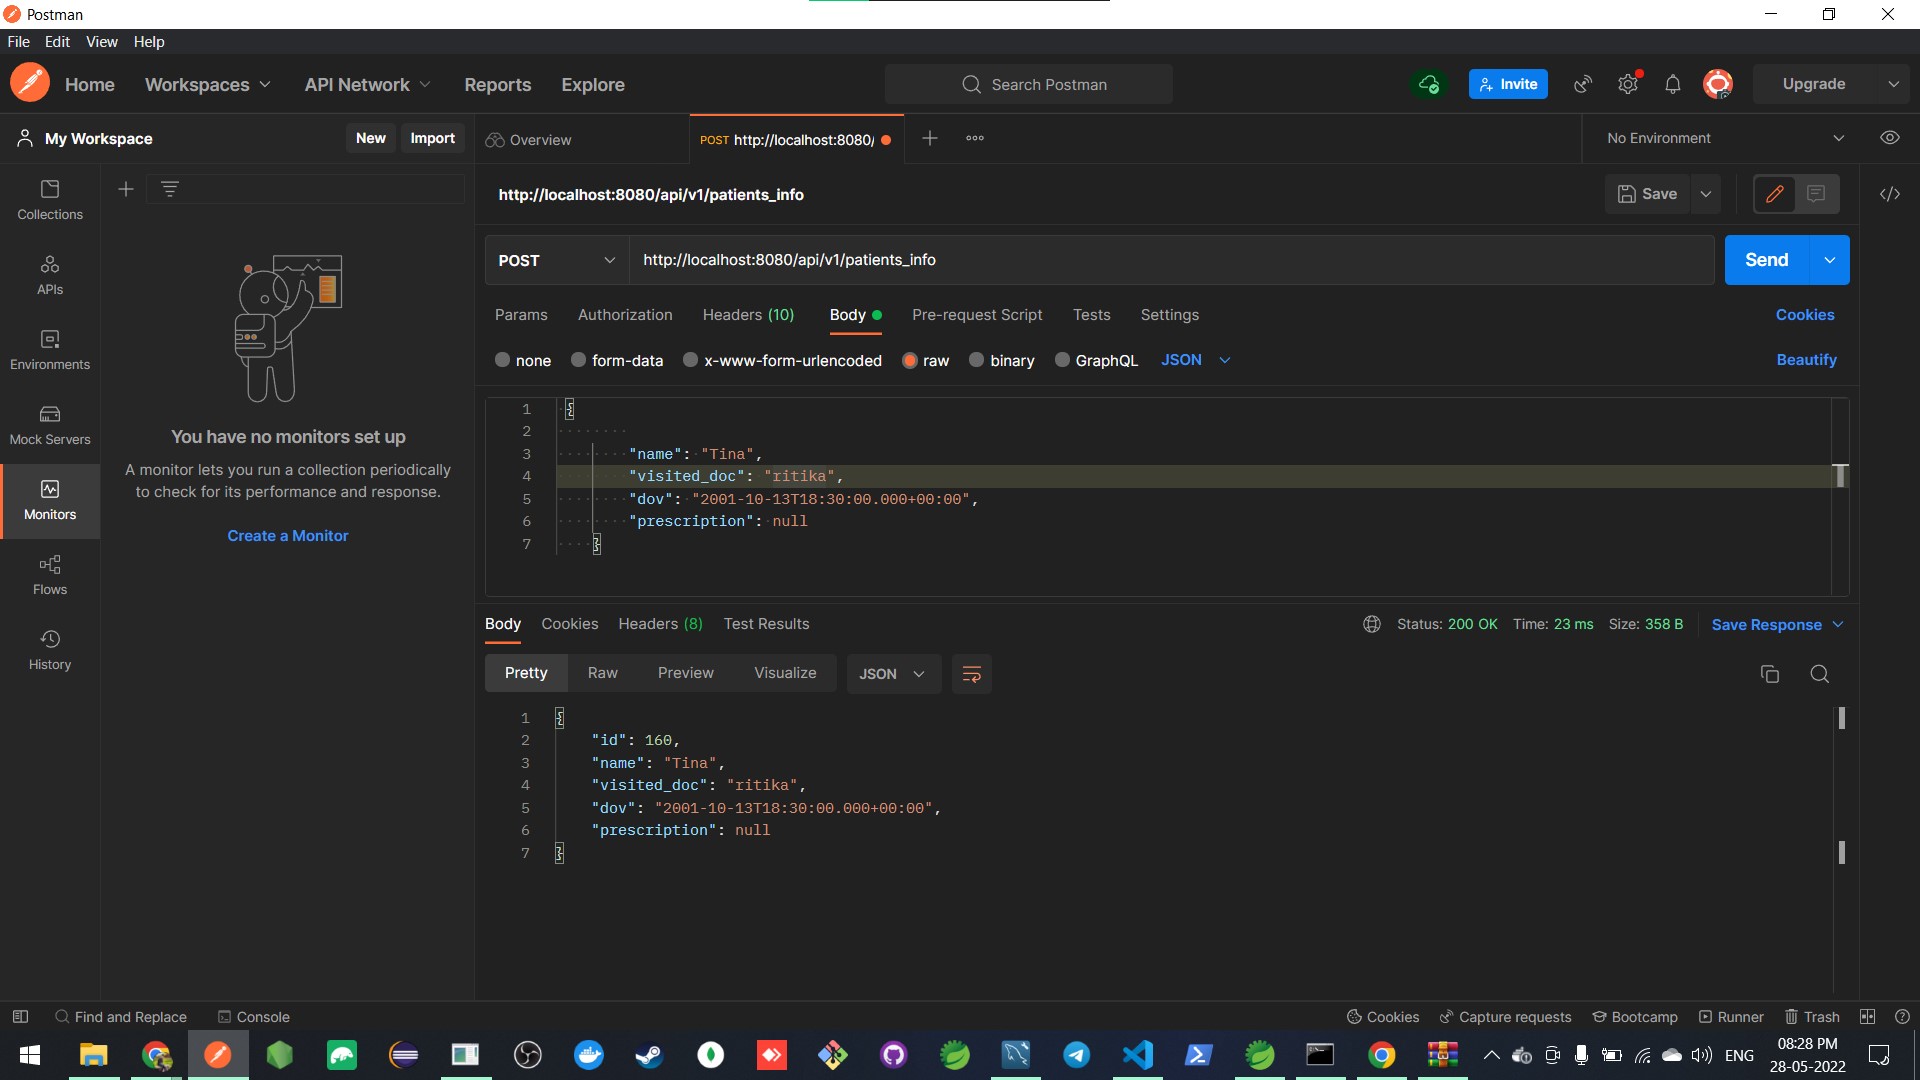 Postman
File Edit View Help
Home Workspaces API Network Reports Explore Search Postman Invite Upgrade
My Workspace New Import Overview POST http://localhost:8080/ No Environment
http://localhost:8080/api/v1/patients_info Save
POST http://localhost:8080/api/v1/patients_info Send
Params Authorization Headers (10) Body Pre-request Script Tests Settings Cookies
none form-data x-www-form-urlencoded raw binary GraphQL JSON Beautify
1 {
2
3 "name": "Tina",
4 "visited_doc": "ritika",
5 "dov": "2001-10-13T18:30:00.000+00:00",
6 "prescription": null
7 }
Collections
APIs
Environments
Mock Servers
Monitors
Flows
History
You have no monitors set up
A monitor lets you run a collection periodically
to check for its performance and response.
Create a Monitor
Body Cookies Headers (8) Test Results Status: 200 OK Time: 23 ms Size: 358 B Save Response
Pretty Raw Preview Visualize JSON
1 {
2 "id": 160,
3 "name": "Tina",
4 "visited_doc": "ritika",
5 "dov": "2001-10-13T18:30:00.000+00:00",
6 "prescription": null
7 }
Find and Replace Console Cookies Capture requests Bootcamp Runner Trash
ENG 08:28 PM
28-05-2022